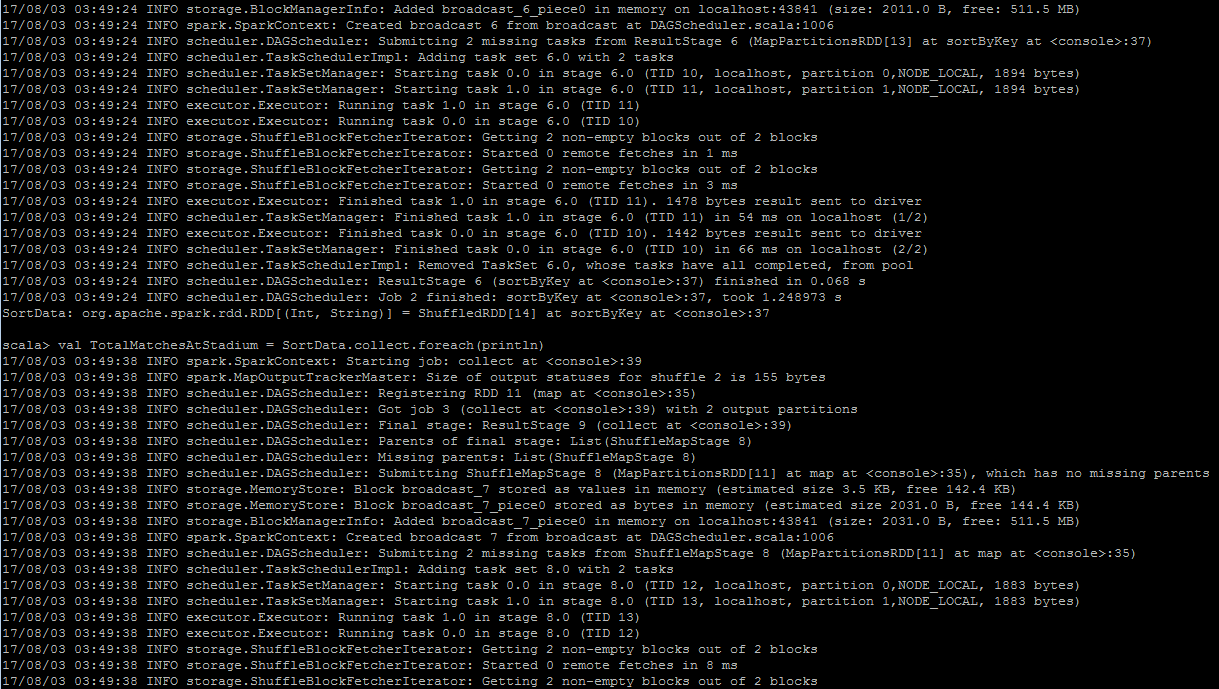 17/08/03 03:49:24 INFO storage.BlockManagerInfo: Added broadcast_6_piece0 in memory on localhost:43841 (size: 2011.0 B, free: 511.5 MB)
17/08/03 03:49:24 INFO spark.SparkContext: Created broadcast 6 from broadcast at DAGScheduler.scala:1006
17/08/03 03:49:24 INFO scheduler.DAGScheduler: Submitting 2 missing tasks from ResultStage 6 (MapPartitionsRDD[13] at sortByKey at <console>:37)
17/08/03 03:49:24 INFO scheduler.TaskSchedulerImpl: Adding task set 6.0 with 2 tasks
17/08/03 03:49:24 INFO scheduler.TaskSetManager: Starting task 0.0 in stage 6.0 (TID 10, localhost, partition 0,NODE_LOCAL, 1894 bytes)
17/08/03 03:49:24 INFO scheduler.TaskSetManager: Starting task 1.0 in stage 6.0 (TID 11, localhost, partition 1,NODE_LOCAL, 1894 bytes)
17/08/03 03:49:24 INFO executor.Executor: Running task 1.0 in stage 6.0 (TID 11)
17/08/03 03:49:24 INFO executor.Executor: Running task 0.0 in stage 6.0 (TID 10)
17/08/03 03:49:24 INFO storage.ShuffleBlockFetcherIterator: Getting 2 non-empty blocks out of 2 blocks
17/08/03 03:49:24 INFO storage.ShuffleBlockFetcherIterator: Started 0 remote fetches in 1 ms
17/08/03 03:49:24 INFO storage.ShuffleBlockFetcherIterator: Getting 2 non-empty blocks out of 2 blocks
17/08/03 03:49:24 INFO storage.ShuffleBlockFetcherIterator: Started 0 remote fetches in 3 ms
17/08/03 03:49:24 INFO executor.Executor: Finished task 1.0 in stage 6.0 (TID 11). 1478 bytes result sent to driver
17/08/03 03:49:24 INFO scheduler.TaskSetManager: Finished task 1.0 in stage 6.0 (TID 11) in 54 ms on localhost (1/2)
17/08/03 03:49:24 INFO executor.Executor: Finished task 0.0 in stage 6.0 (TID 10). 1442 bytes result sent to driver
17/08/03 03:49:24 INFO scheduler.TaskSetManager: Finished task 0.0 in stage 6.0 (TID 10) in 66 ms on localhost (2/2)
17/08/03 03:49:24 INFO scheduler.TaskSchedulerImpl: Removed TaskSet 6.0, whose tasks have all completed, from pool
17/08/03 03:49:24 INFO scheduler.DAGScheduler: ResultStage 6 (sortByKey at <console>:37) finished in 0.068 s
17/08/03 03:49:24 INFO scheduler.DAGScheduler: Job 2 finished: sortByKey at <console>:37, took 1.248973 s
SortData: org.apache.spark.rdd.RDD[(Int, String)] = ShuffledRDD[14] at sortByKey at <console>:37
scala> val TotalMatchesAtStadium = SortData.collect.foreach(println)
17/08/03 03:49:38 INFO spark.SparkContext: Starting job: collect at <console>:39
17/08/03 03:49:38 INFO spark.MapOutputTrackerMaster: Size of output statuses for shuffle 2 is 155 bytes
17/08/03 03:49:38 INFO scheduler.DAGScheduler: Registering RDD 11 (map at <console>:35)
17/08/03 03:49:38 INFO scheduler.DAGScheduler: Got job 3 (collect at <console>:39) with 2 output partitions
17/08/03 03:49:38 INFO scheduler.DAGScheduler: Final stage: ResultStage 9 (collect at <console>:39)
17/08/03 03:49:38 INFO scheduler.DAGScheduler: Parents of final stage: List(ShuffleMapStage 8)
17/08/03 03:49:38 INFO scheduler.DAGScheduler: Missing parents: List(ShuffleMapStage 8)
17/08/03 03:49:38 INFO scheduler.DAGScheduler: Submitting ShuffleMapStage 8 (MapPartitionsRDD[11] at map at <console>:35), which has no missing parents
17/08/03 03:49:38 INFO storage.MemoryStore: Block broadcast_7 stored as values in memory (estimated size 3.5 KB, free 142.4 KB)
17/08/03 03:49:38 INFO storage.MemoryStore: Block broadcast_7_piece0 stored as bytes in memory (estimated size 2031.0 B, free 144.4 KB)
17/08/03 03:49:38 INFO storage.BlockManagerInfo: Added broadcast_7_piece0 in memory on localhost:43841 (size: 2031.0 B, free: 511.5 MB)
17/08/03 03:49:38 INFO spark.SparkContext: Created broadcast 7 from broadcast at DAGScheduler.scala:1006
17/08/03 03:49:38 INFO scheduler.DAGScheduler: Submitting 2 missing tasks from ShuffleMapStage 8 (MapPartitionsRDD[11] at map at <console>:35)
17/08/03 03:49:38 INFO scheduler.TaskSchedulerImpl: Adding task set 8.0 with 2 tasks
17/08/03 03:49:38 INFO scheduler.TaskSetManager: Starting task 0.0 in stage 8.0 (TID 12, localhost, partition 0,NODE_LOCAL, 1883 bytes)
17/08/03 03:49:38 INFO scheduler.TaskSetManager: Starting task 1.0 in stage 8.0 (TID 13, localhost, partition 1,NODE_LOCAL, 1883 bytes)
17/08/03 03:49:38 INFO executor.Executor: Running task 1.0 in stage 8.0 (TID 13)
17/08/03 03:49:38 INFO executor.Executor: Running task 0.0 in stage 8.0 (TID 12)
17/08/03 03:49:38 INFO storage.ShuffleBlockFetcherIterator: Getting 2 non-empty blocks out of 2 blocks
17/08/03 03:49:38 INFO storage.ShuffleBlockFetcherIterator: Started 0 remote fetches in 8 ms
17/08/03 03:49:38 INFO storage.ShuffleBlockFetcherIterator: Getting 2 non-empty blocks out of 2 blocks